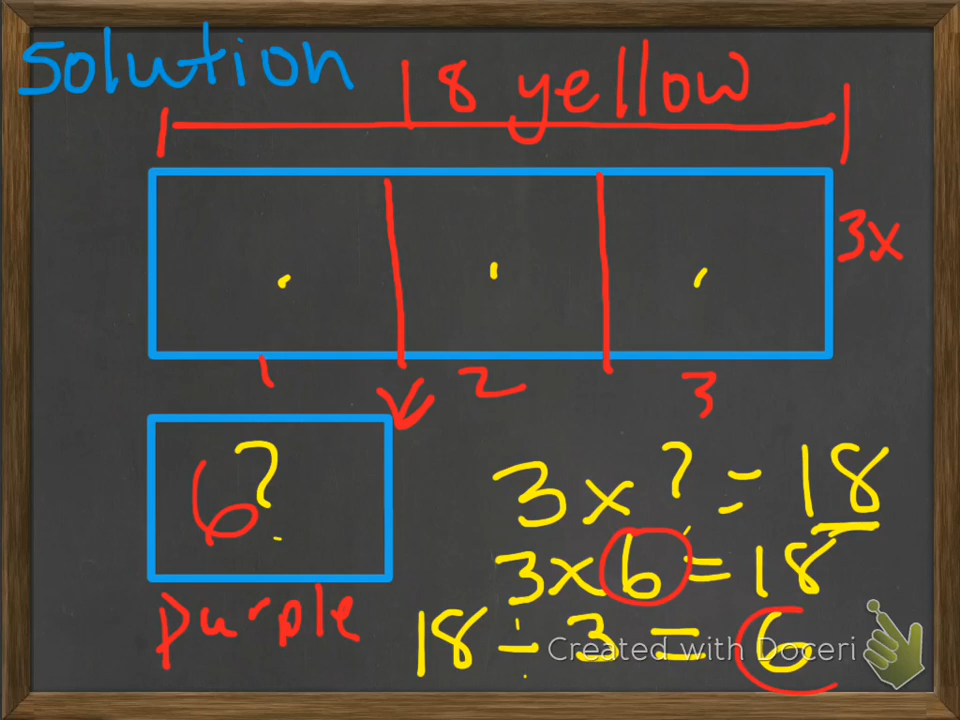 Solution
18 yellow
3x
1 2 3
6 ?
3 x ? = 18
3 x 6 = 18
purple
18 ÷ 3 = 6
Created with Doceri